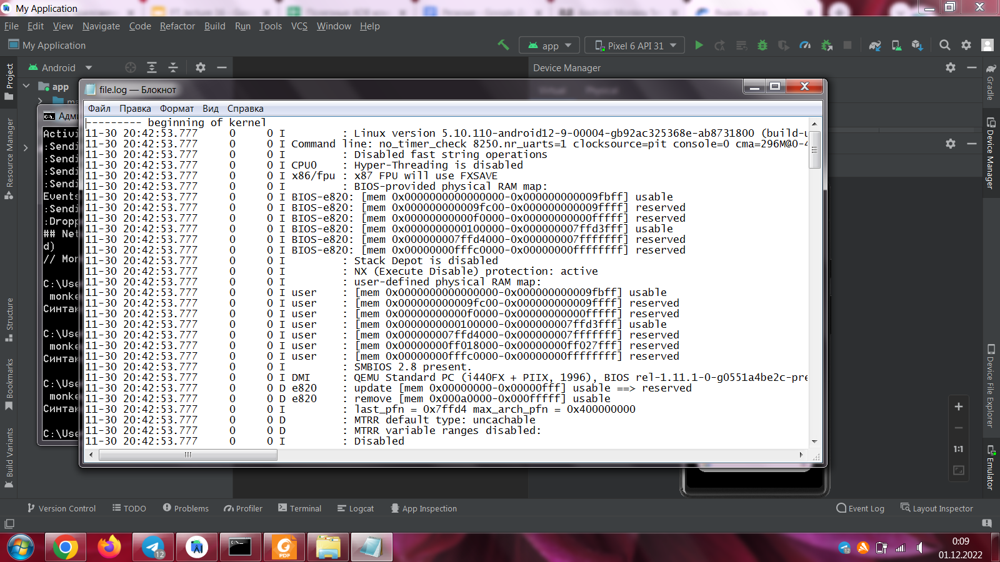 My Application
File Edit View Navigate Code Refactor Build Run Tools VCS Window Help
My Application
app
Pixel 6 API 31
Project
Android
Device Manager
Gradle
app
file.log — Блокнот
Файл Правка Формат Вид Справка
--------- beginning of kernel
11-30 20:42:53.777     0     0 I         : Linux version 5.10.110-android12-9-00004-gb92ac325368e-ab8731800 (build-u
11-30 20:42:53.777     0     0 I Command line: no_timer_check 8250.nr_uarts=1 clocksource=pit console=0 cma=296M@0-4
11-30 20:42:53.777     0     0 I         : Disabled fast string operations
11-30 20:42:53.777     0     0 I CPU0    : Hyper-Threading is disabled
11-30 20:42:53.777     0     0 I x86/fpu : x87 FPU will use FXSAVE
11-30 20:42:53.777     0     0 I         : BIOS-provided physical RAM map:
11-30 20:42:53.777     0     0 I BIOS-e820: [mem 0x0000000000000000-0x000000000009fbff] usable
11-30 20:42:53.777     0     0 I BIOS-e820: [mem 0x000000000009fc00-0x000000000009ffff] reserved
11-30 20:42:53.777     0     0 I BIOS-e820: [mem 0x00000000000f0000-0x00000000000fffff] reserved
11-30 20:42:53.777     0     0 I BIOS-e820: [mem 0x0000000000100000-0x000000007ffd3fff] usable
11-30 20:42:53.777     0     0 I BIOS-e820: [mem 0x000000007ffd4000-0x000000007fffffff] reserved
11-30 20:42:53.777     0     0 I BIOS-e820: [mem 0x00000000fffc0000-0x00000000ffffffff] reserved
11-30 20:42:53.777     0     0 I         : Stack Depot is disabled
11-30 20:42:53.777     0     0 I         : NX (Execute Disable) protection: active
11-30 20:42:53.777     0     0 I         : user-defined physical RAM map:
11-30 20:42:53.777     0     0 I user    : [mem 0x0000000000000000-0x000000000009fbff] usable
11-30 20:42:53.777     0     0 I user    : [mem 0x000000000009fc00-0x000000000009ffff] reserved
11-30 20:42:53.777     0     0 I user    : [mem 0x00000000000f0000-0x00000000000fffff] reserved
11-30 20:42:53.777     0     0 I user    : [mem 0x0000000000100000-0x000000007ffd3fff] usable
11-30 20:42:53.777     0     0 I user    : [mem 0x000000007ffd4000-0x000000007fffffff] reserved
11-30 20:42:53.777     0     0 I user    : [mem 0x00000000ff018000-0x00000000ff027fff] reserved
11-30 20:42:53.777     0     0 I user    : [mem 0x00000000fffc0000-0x00000000ffffffff] reserved
11-30 20:42:53.777     0     0 I         : SMBIOS 2.8 present.
11-30 20:42:53.777     0     0 I DMI     : QEMU Standard PC (i440FX + PIIX, 1996), BIOS rel-1.11.1-0-g0551a4be2c-pre
11-30 20:42:53.777     0     0 D e820    : update [mem 0x00000000-0x00000fff] usable ==> reserved
11-30 20:42:53.777     0     0 D e820    : remove [mem 0x000a0000-0x000fffff] usable
11-30 20:42:53.777     0     0 I         : last_pfn = 0x7ffd4 max_arch_pfn = 0x400000000
11-30 20:42:53.777     0     0 D         : MTRR default type: uncachable
11-30 20:42:53.777     0     0 D         : MTRR variable ranges disabled:
11-30 20:42:53.777     0     0 I         : Disabled
Адми
Activi
:Sendi
:Sendi
:Sendi
:Sendi
Events
:Sendi
:Dropp
## Net
d)
// Mon
C:\Use
monke
Синтак
C:\Use
monke
Синтак
C:\Use
monke
Синтак
C:\Use
Resource Manager
Structure
Bookmarks
Build Variants
Device Manager
Device File Explorer
Emulator
1:1
Version Control TODO Problems Profiler Terminal Logcat App Inspection Event Log Layout Inspector
12
C:\_
PDF
12
0:09
01.12.2022